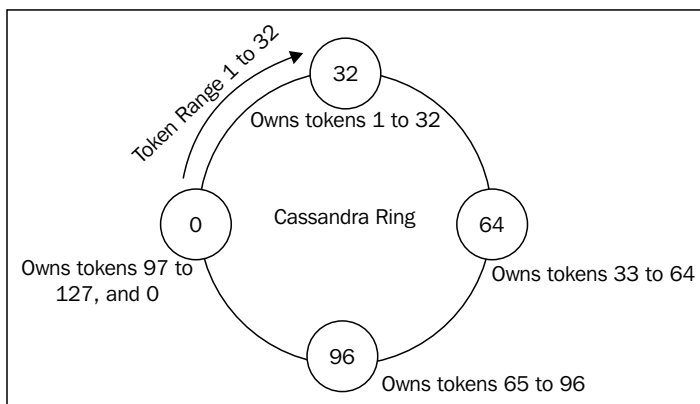 Token Range 1 to 32
32
Owns tokens 1 to 32
0
Cassandra Ring
64
Owns tokens 97 to
127, and 0
Owns tokens 33 to 64
96
Owns tokens 65 to 96